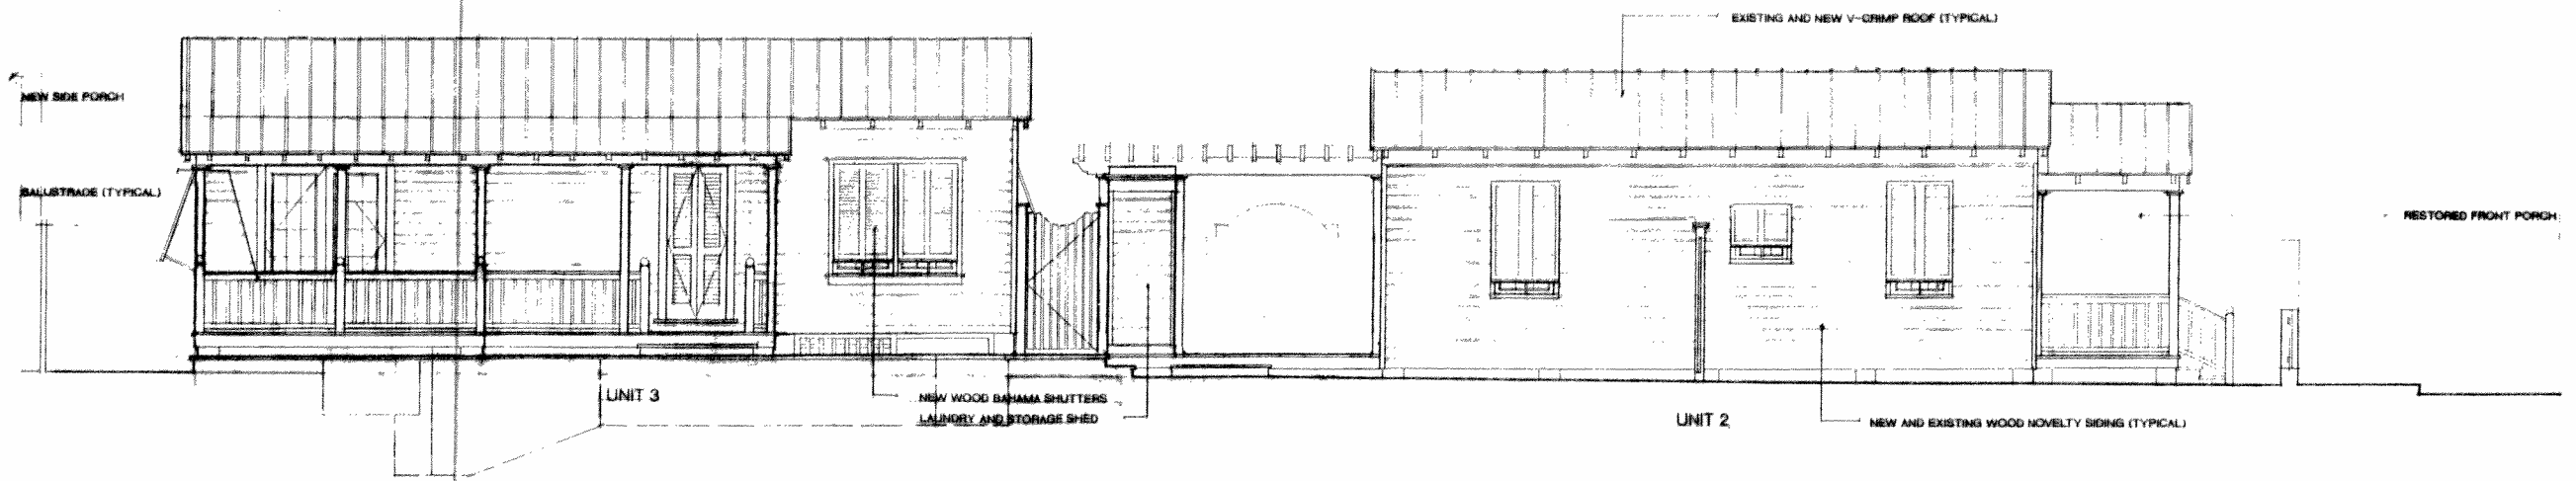 EXISTING AND NEW V-CRIMP ROOF (TYPICAL)
NEW SIDE PORCH
BALUSTRADE (TYPICAL)
RESTORED FRONT PORCH
UNIT 3
NEW WOOD BAHAMA SHUTTERS
LAUNDRY AND STORAGE SHED
UNIT 2
NEW AND EXISTING WOOD NOVELTY SIDING (TYPICAL)